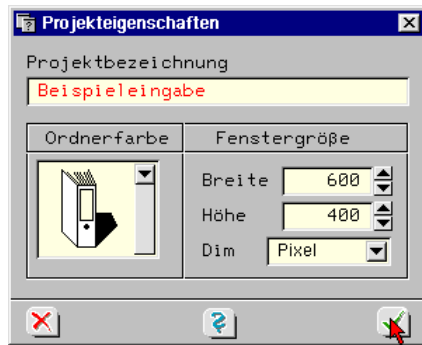 Projekteigenschaften
Projektbezeichnung
Beispieleingabe
Ordnerfarbe
Fenstergröße
Breite 600
Höhe 400
Dim Pixel